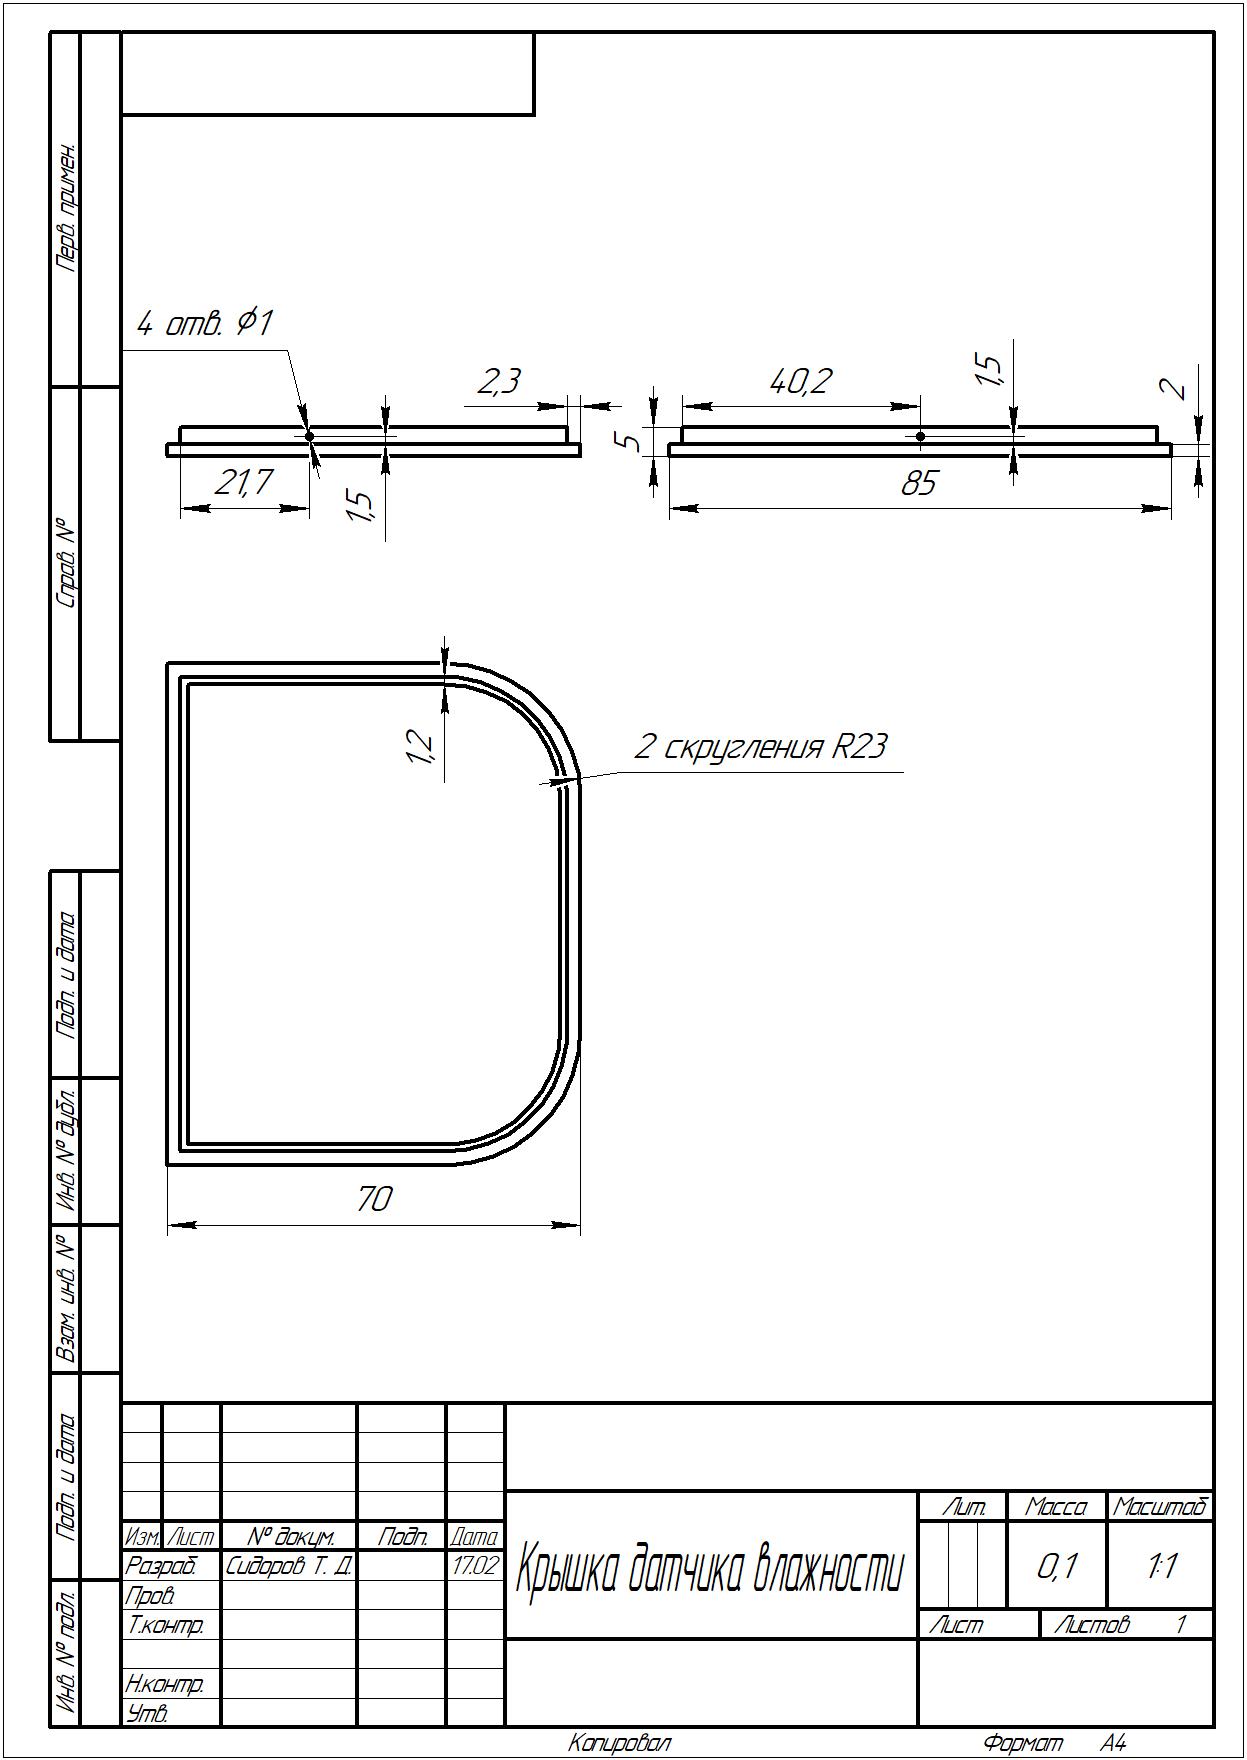 Перв. примен.
Справ. №
Подп. и дата
Инв. № дубл.
Взам. инв. №
Подп. и дата
Инв. № подл.
4 отв. ⌀1
2,3
21,7
1,5
40,2
1,5
2
5
85
1,2
2 скругления R23
70
Изм. Лист № докум. Подп. Дата
Разраб. Сидоров Т. Д. 17.02
Пров.
Т.контр.
Н.контр.
Утв.
Крышка датчика влажности
Лит. Масса Масштаб
0,1 1:1
Лист Листов 1
Копировал Формат А4